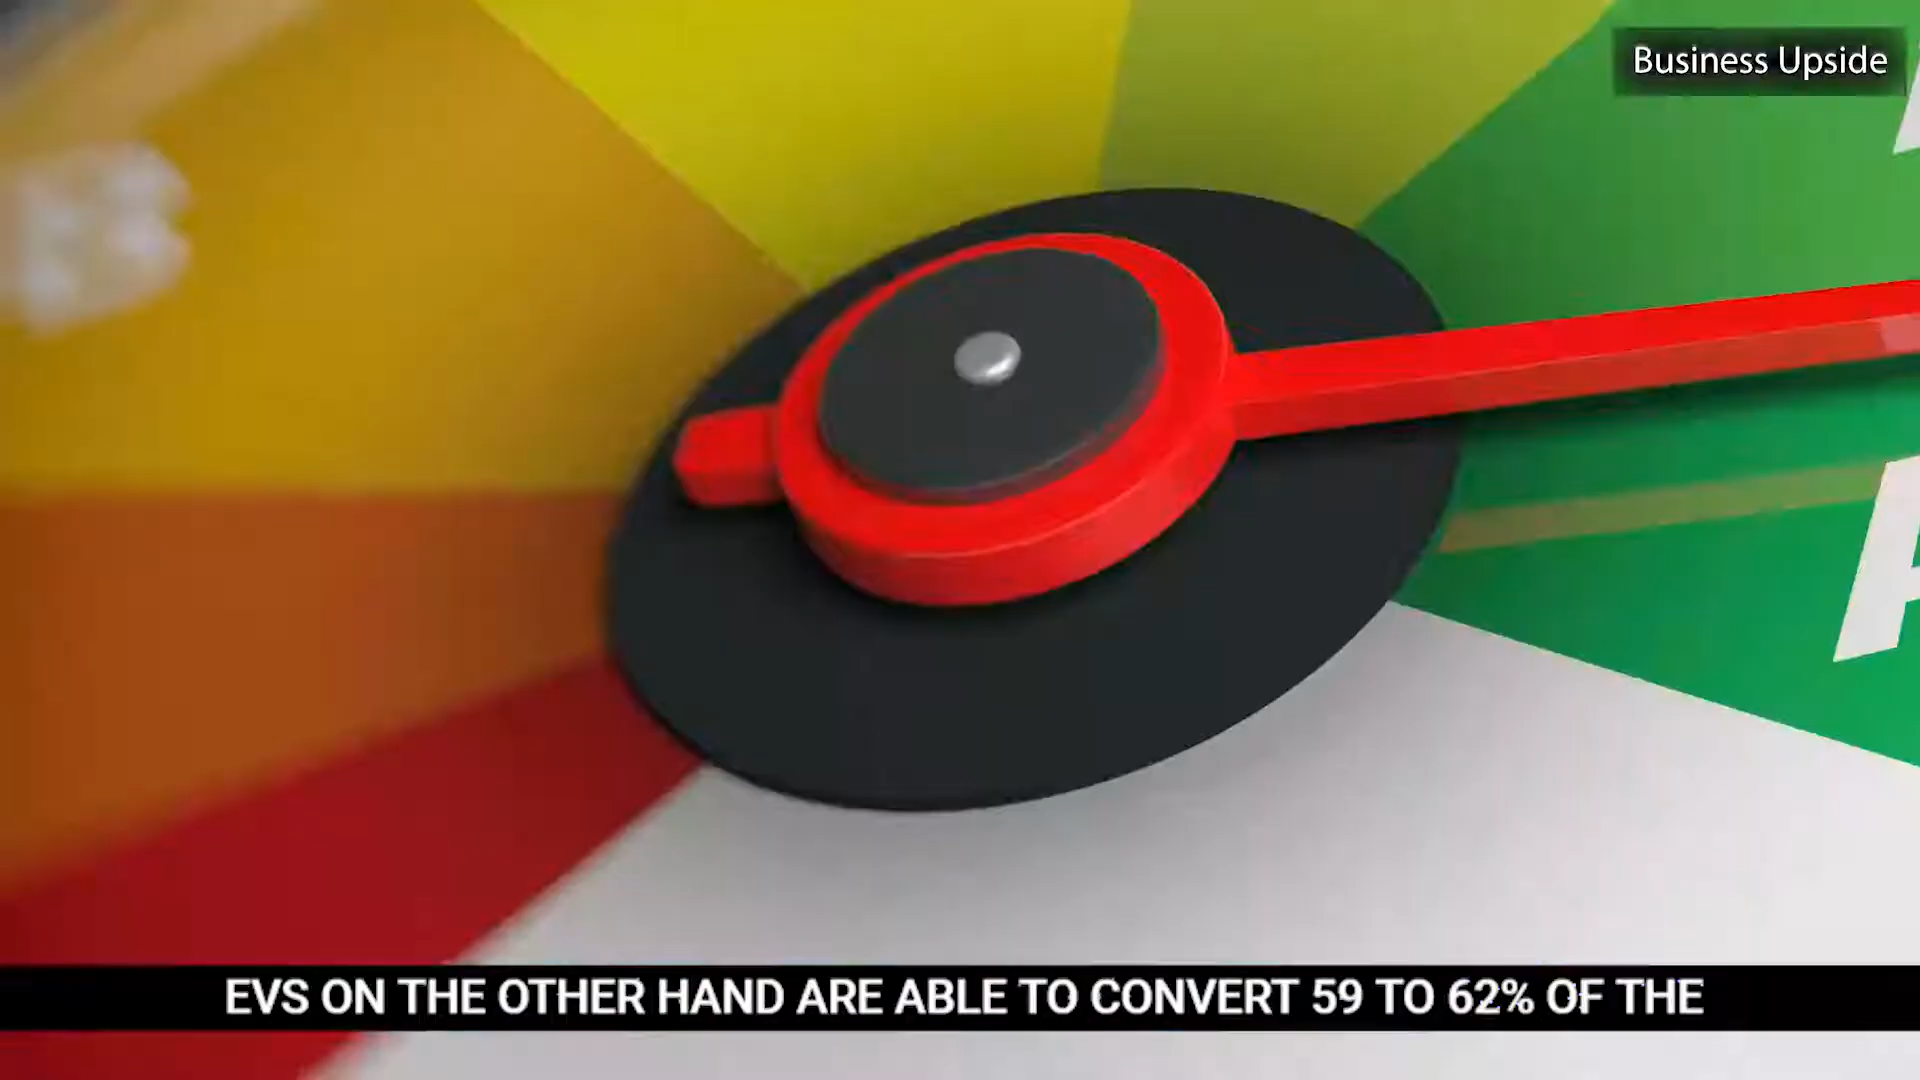 Business Upside
EVS ON THE OTHER HAND ARE ABLE TO CONVERT 59 TO 62% OF THE